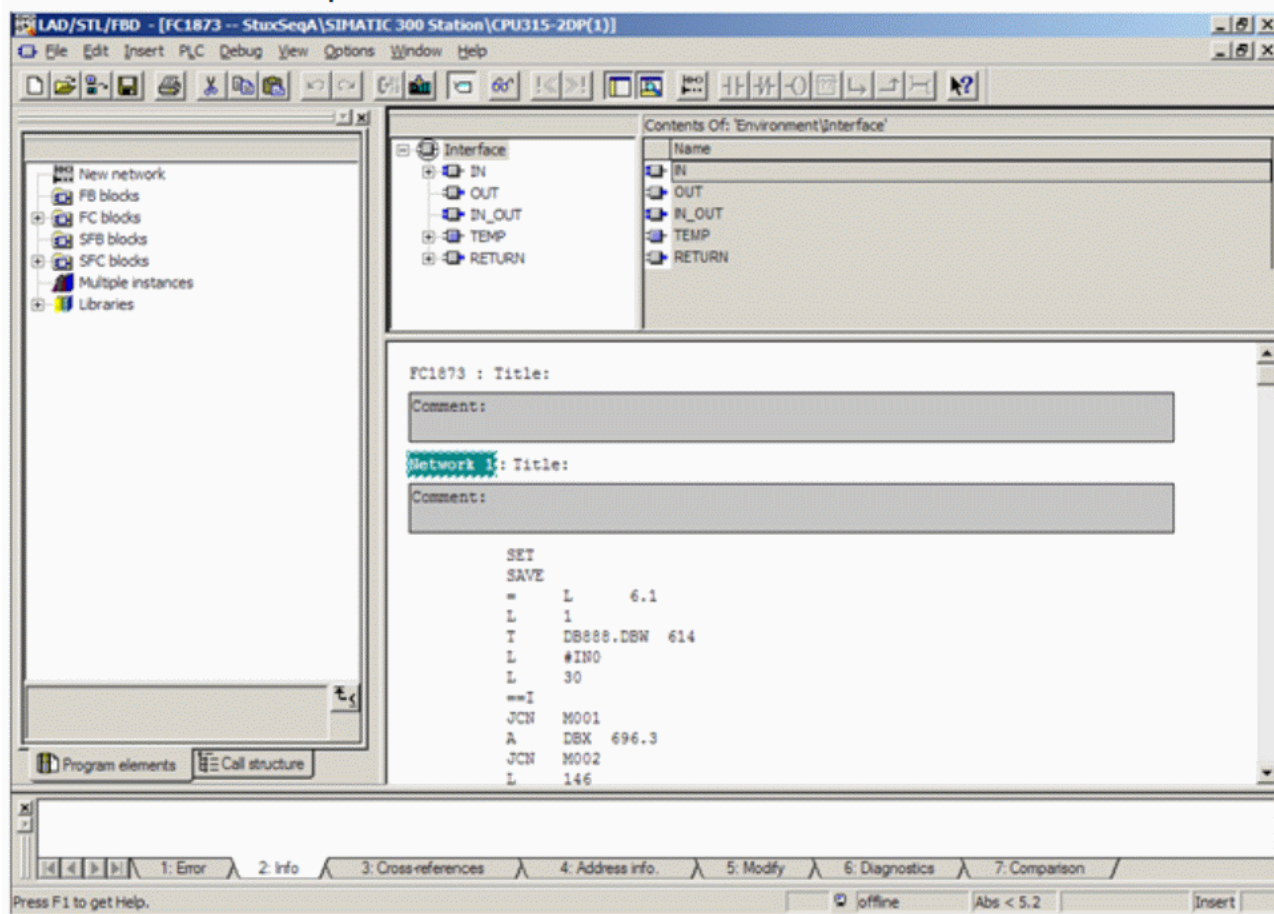 LAD/STL/FBD - [FC1873 -- StuxSeqA\SIMATIC 300 Station\CPU315-2DP(1)]
File Edit Insert PLC Debug View Options Window Help
New network
FB blocks
FC blocks
SFB blocks
SFC blocks
Multiple instances
Libraries
Program elements
Call structure
Interface
IN
OUT
IN_OUT
TEMP
RETURN
Contents Of: 'Environment\Interface'
Name
IN
OUT
IN_OUT
TEMP
RETURN
FC1873 : Title:
Comment:
Network 1: Title:
Comment:
SET
SAVE
= L 6.1
L 1
T DB888.DBW 614
L #IN0
L 30
==I
JCN M001
A DBX 696.3
JCN M002
L 146
1: Error 2: Info 3: Cross-references 4: Address info. 5: Modify 6: Diagnostics 7: Comparison
Press F1 to get Help. offline Abs < 5.2 Insert